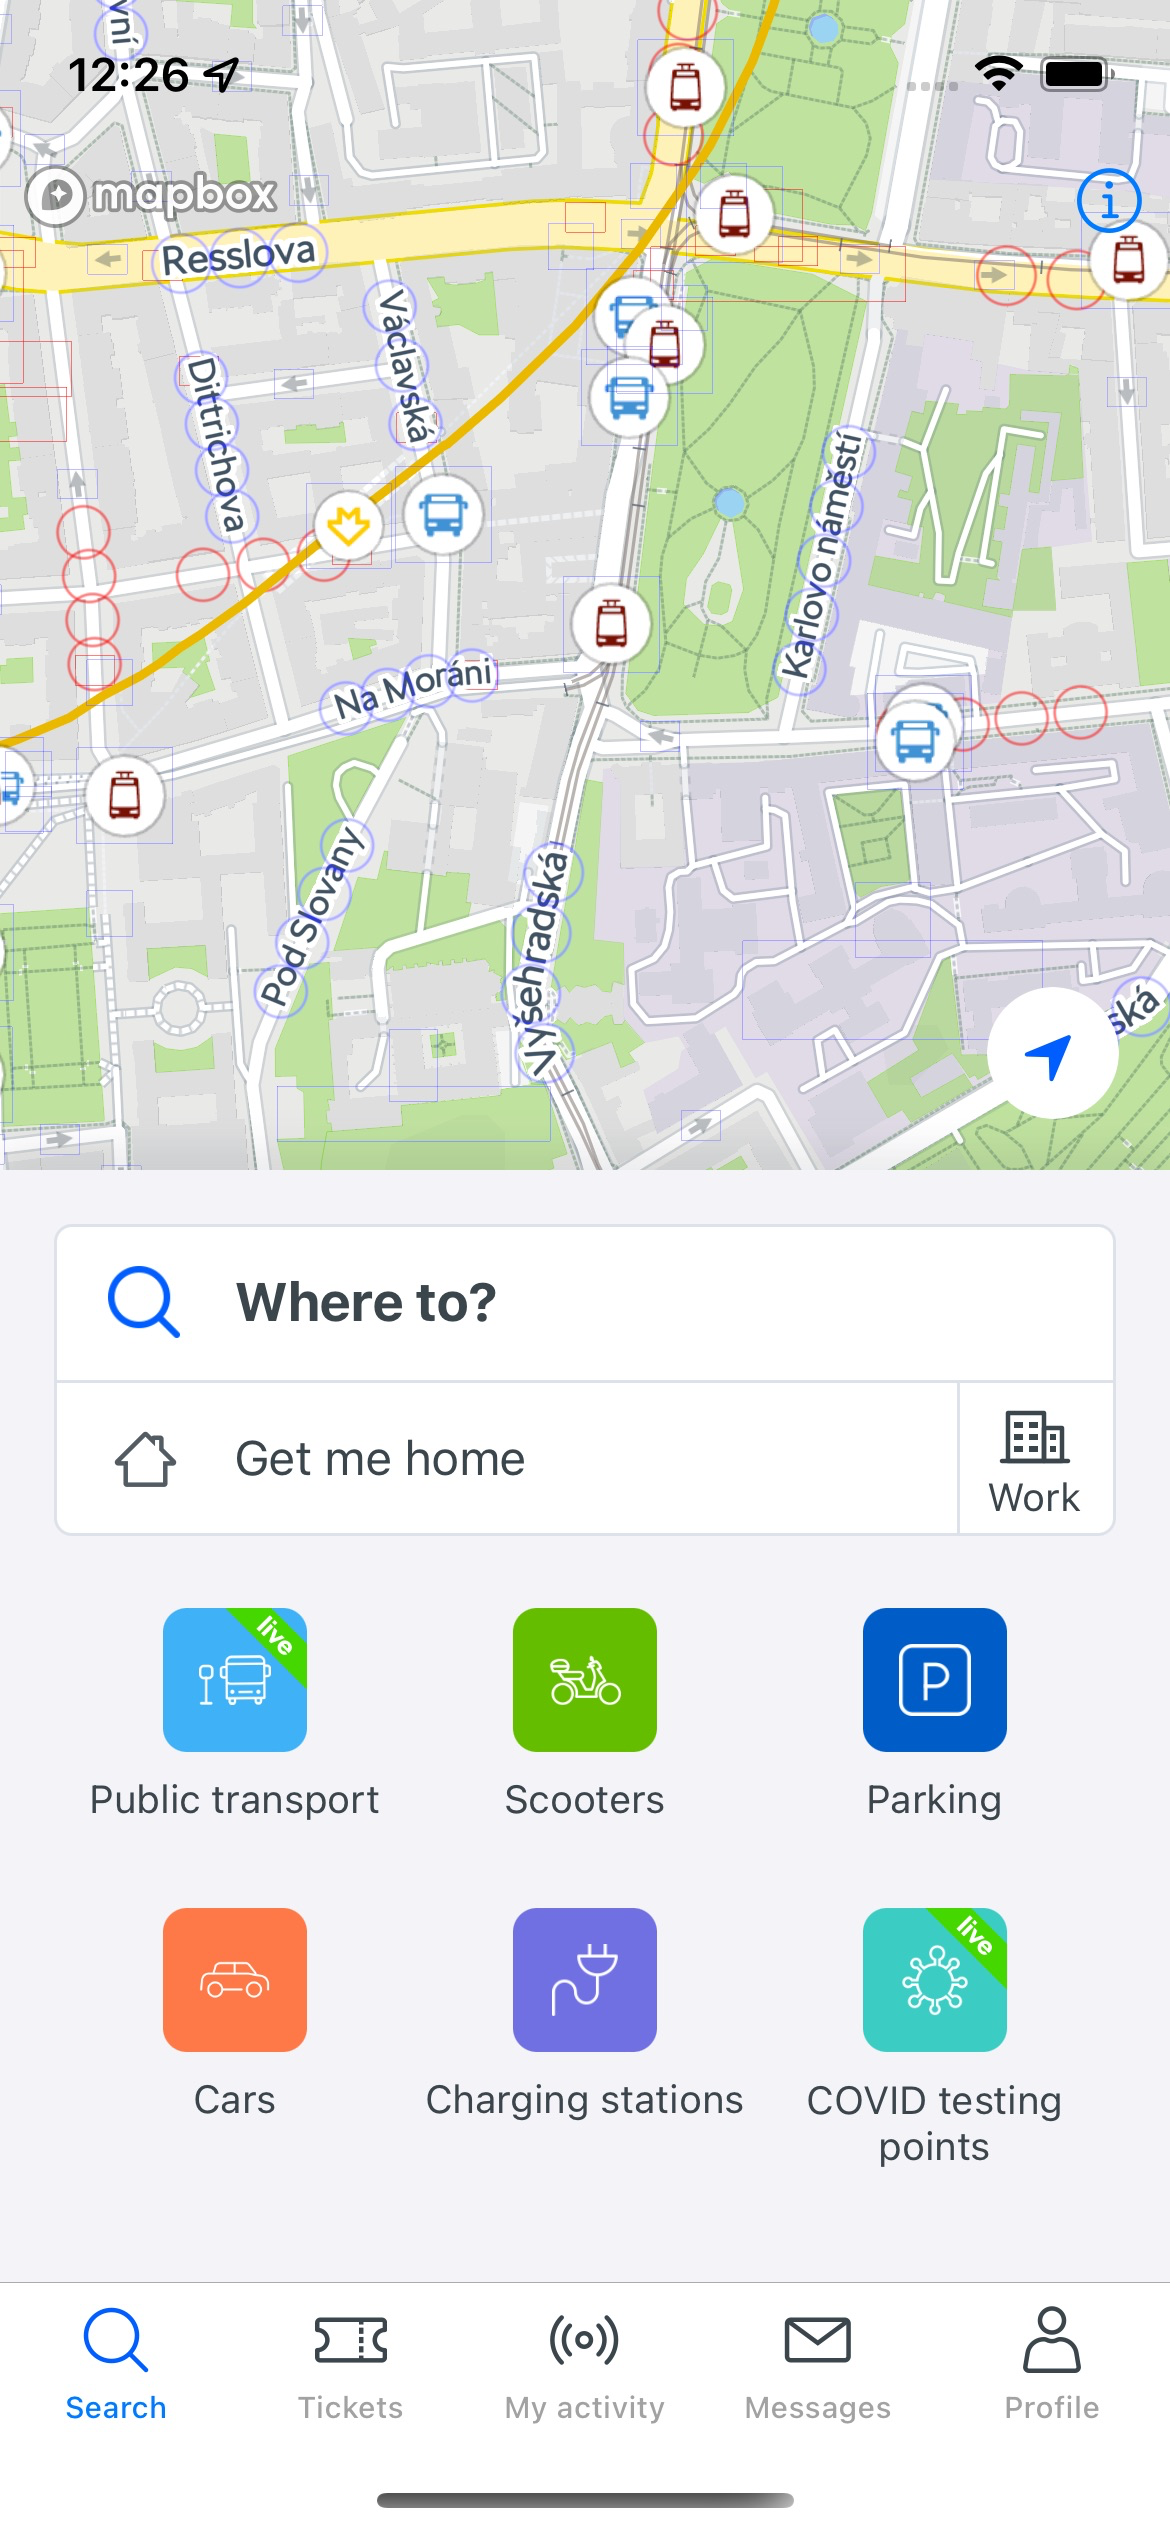 vní
12:26
mapbox
Resslova
Václavská
Dittrichova
Karlovo náměstí
Na Moráni
Pod Slovany
Vyšehradská
ská
Where to?
Get me home
Work
live
P
Public transport
Scooters
Parking
live
Cars
Charging stations
COVID testing
points
Search
Tickets
My activity
Messages
Profile